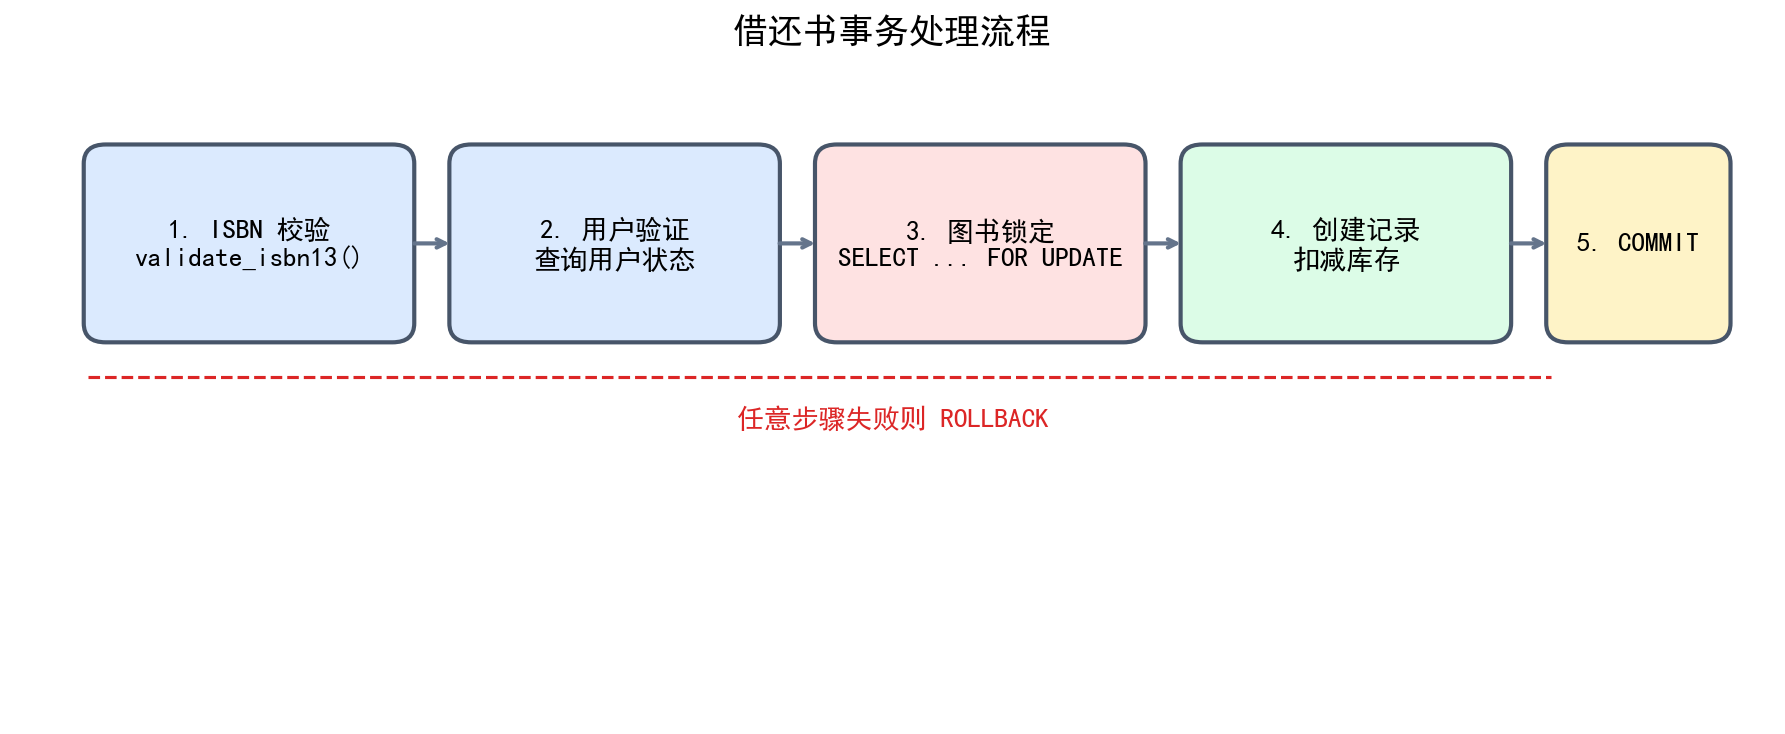 借还书事务处理流程
1. ISBN 校验
validate_isbn13()
2. 用户验证
查询用户状态
3. 图书锁定
SELECT ... FOR UPDATE
4. 创建记录
扣减库存
5. COMMIT
任意步骤失败则 ROLLBACK